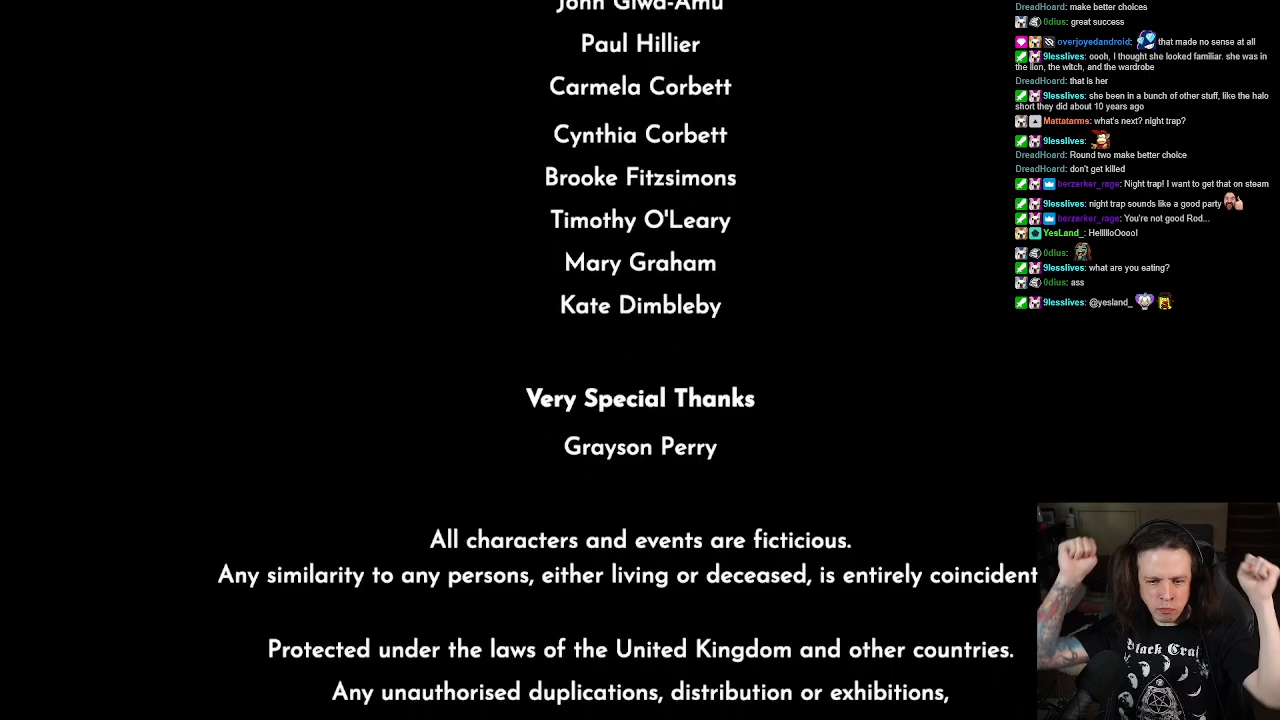 John Giwa-Amu
Paul Hillier
Carmela Corbett
Cynthia Corbett
Brooke Fitzsimons
Timothy O'Leary
Mary Graham
Kate Dimbleby
Very Special Thanks
Grayson Perry
All characters and events are ficticious.
Any similarity to any persons, either living or deceased, is entirely coincident
Protected under the laws of the United Kingdom and other countries.
Any unauthorised duplications, distribution or exhibitions,
DreadHoard: make better choices
0dius: great success
overjoyedandroid: that made no sense at all
9lesslives: oooh, I thought she looked familiar. she was in
the lion, the witch, and the wardrobe
DreadHoard: that is her
9lesslives: she been in a bunch of other stuff, like the halo
short they did about 10 years ago
Mattatarms: what's next? night trap?
9lesslives:
DreadHoard: Round two make better choice
DreadHoard: don't get killed
berzerker_rage: Night trap! I want to get that on steam
9lesslives: night trap sounds like a good party
berzerker_rage: You're not good Rod...
YesLand_: HellllloOooo!
0dius:
9lesslives: what are you eating?
0dius: ass
9lesslives: @yesland_
Black Craf